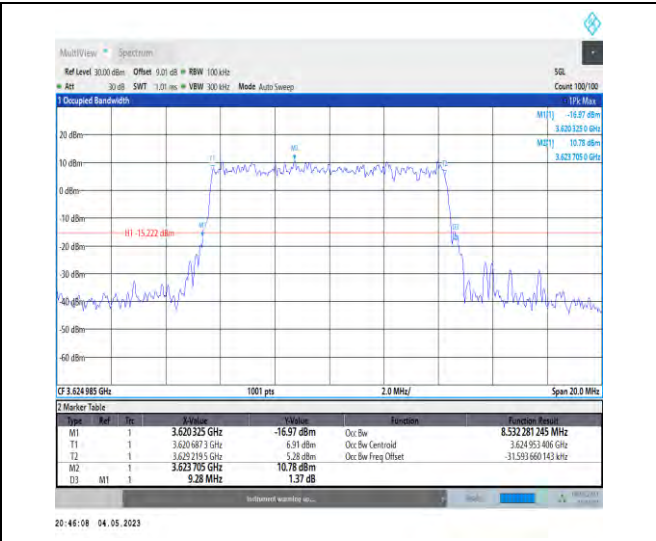 MultiView Spectrum
Ref Level 30.00 dBm Offset 9.01 dB RBW 100 kHz SGL
Att 30 dB SWT 1.01 ms VBW 300 kHz Mode Auto Sweep Count 100/100
1 Occupied Bandwidth 1Pk Max
M1[1] -16.97 dBm
3.620 325 0 GHz
20 dBm
M2[1] 10.78 dBm
3.623 705 0 GHz
M2
10 dBm
T1 T2
0 dBm
-10 dBm
M1 D3
H1 -15.222 dBm
-20 dBm
-30 dBm
-40 dBm
-50 dBm
-60 dBm
CF 3.624 985 GHz 1001 pts 2.0 MHz/ Span 20.0 MHz
2 Marker Table
Type Ref Trc X-Value Y-Value Function Function Result
M1 1 3.620 325 GHz -16.97 dBm Occ Bw 8.532 281 245 MHz
T1 1 3.620 687 3 GHz 6.91 dBm Occ Bw Centroid 3.624 953 406 GHz
T2 1 3.629 219 5 GHz 5.28 dBm Occ Bw Freq Offset -31.593 660 143 kHz
M2 1 3.623 705 GHz 10.78 dBm
D3 M1 1 9.28 MHz 1.37 dB
Instrument warming up...
20:46:08 04.05.2023